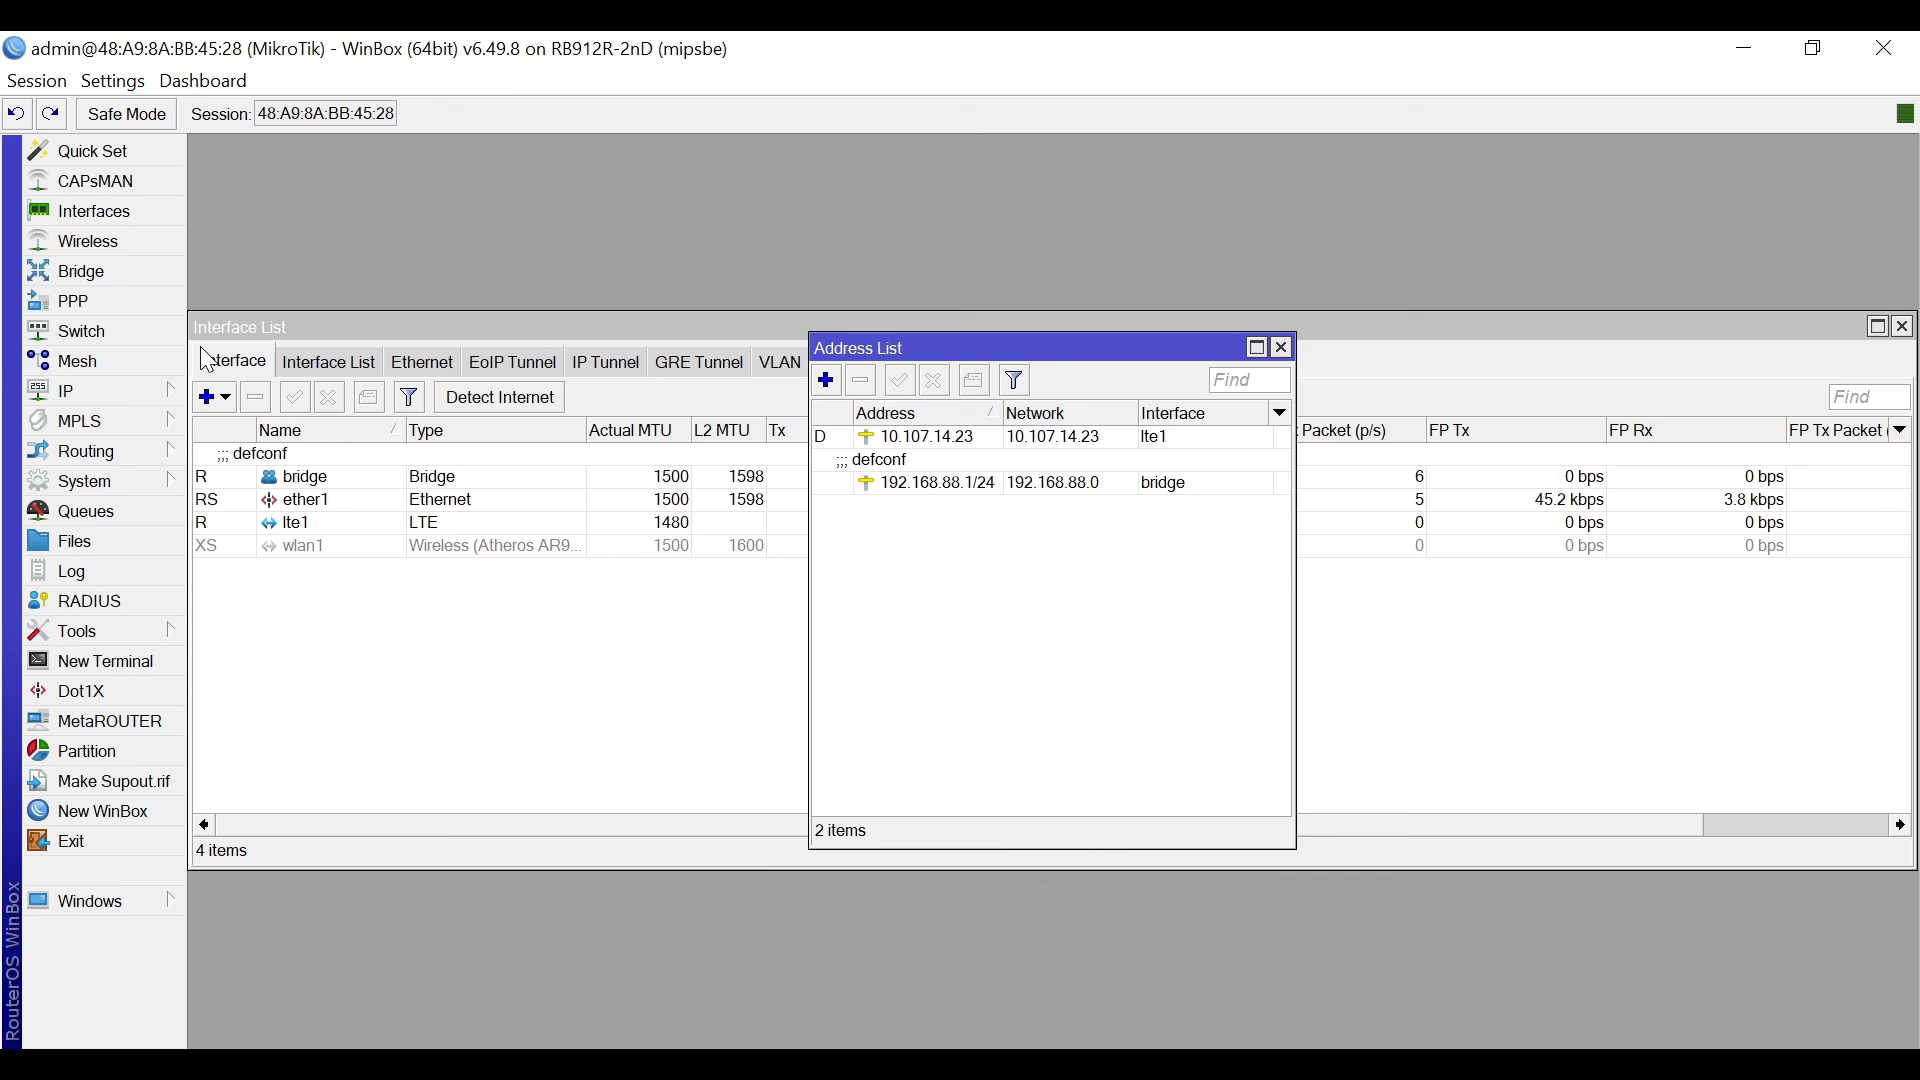 admin@48:A9:8A:BB:45:28 (MikroTik) - WinBox (64bit) v6.49.8 on RB912R-2nD (mipsbe)
Session Settings Dashboard
Safe Mode Session: 48:A9:8A:BB:45:28
Quick Set
CAPsMAN
Interfaces
Wireless
Bridge
PPP
Switch
Mesh
IP
MPLS
Routing
System
Queues
Files
Log
RADIUS
Tools
New Terminal
Dot1X
MetaROUTER
Partition
Make Supout.rif
New WinBox
Exit
Windows
RouterOS WinBox
Interface List
Interface List Ethernet EoIP Tunnel IP Tunnel GRE Tunnel VLAN
Detect Internet Find
Name Type Actual MTU L2 MTU Tx Packet (p/s) FP Tx FP Rx FP Tx Packet
;;; defconf
R bridge Bridge 1500 1598 6 0 bps 0 bps
RS ether1 Ethernet 1500 1598 5 45.2 kbps 3.8 kbps
R lte1 LTE 1480 0 0 bps 0 bps
XS wlan1 Wireless (Atheros AR9... 1500 1600 0 0 bps 0 bps
4 items
Address List
Find
Address Network Interface
D 10.107.14.23 10.107.14.23 lte1
;;; defconf
192.168.88.1/24 192.168.88.0 bridge
2 items